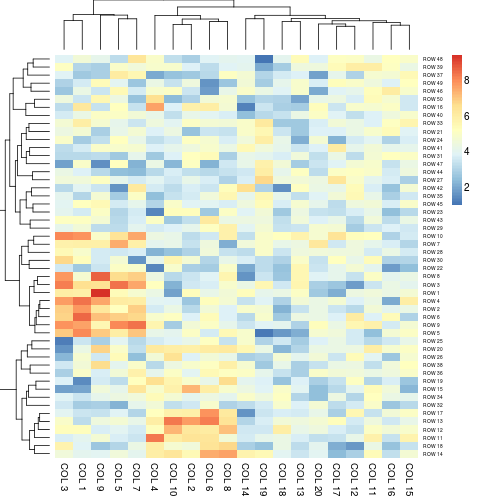 ROW 48
ROW 39
ROW 37
ROW 49
ROW 46
ROW 50
ROW 16
ROW 40
ROW 33
ROW 21
ROW 24
ROW 41
ROW 31
ROW 47
ROW 44
ROW 27
ROW 42
ROW 35
ROW 45
ROW 23
ROW 43
ROW 29
ROW 10
ROW 7
ROW 28
ROW 30
ROW 22
ROW 8
ROW 3
ROW 1
ROW 4
ROW 2
ROW 6
ROW 9
ROW 5
ROW 25
ROW 20
ROW 26
ROW 38
ROW 36
ROW 19
ROW 15
ROW 34
ROW 32
ROW 17
ROW 13
ROW 12
ROW 11
ROW 18
ROW 14
8
6
4
2
COL 3
COL 1
COL 9
COL 5
COL 7
COL 4
COL 10
COL 2
COL 6
COL 8
COL 14
COL 19
COL 18
COL 13
COL 20
COL 17
COL 12
COL 11
COL 16
COL 15